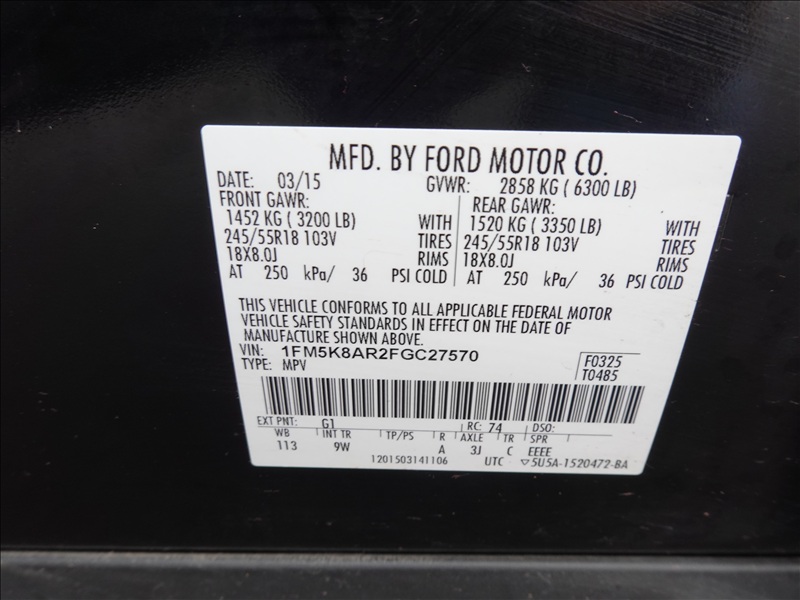 MFD. BY FORD MOTOR CO.
DATE: 03/15 GVWR: 2858 KG ( 6300 LB)
FRONT GAWR: REAR GAWR:
1452 KG ( 3200 LB) WITH 1520 KG ( 3350 LB) WITH
245/55R18 103V TIRES 245/55R18 103V TIRES
18X8.0J RIMS 18X8.0J RIMS
AT 250 kPa/ 36 PSI COLD AT 250 kPa/ 36 PSI COLD
THIS VEHICLE CONFORMS TO ALL APPLICABLE FEDERAL MOTOR
VEHICLE SAFETY STANDARDS IN EFFECT ON THE DATE OF
MANUFACTURE SHOWN ABOVE.
VIN: 1FM5K8AR2FGC27570 F0325
TYPE: MPV T0485
EXT PNT: G1 RC: 74 DSO:
WB INT TR TP/PS R AXLE TR SPR
113 9W A 3J C EEEE
1201503141106 UTC ▽5U5A-1520472-BA